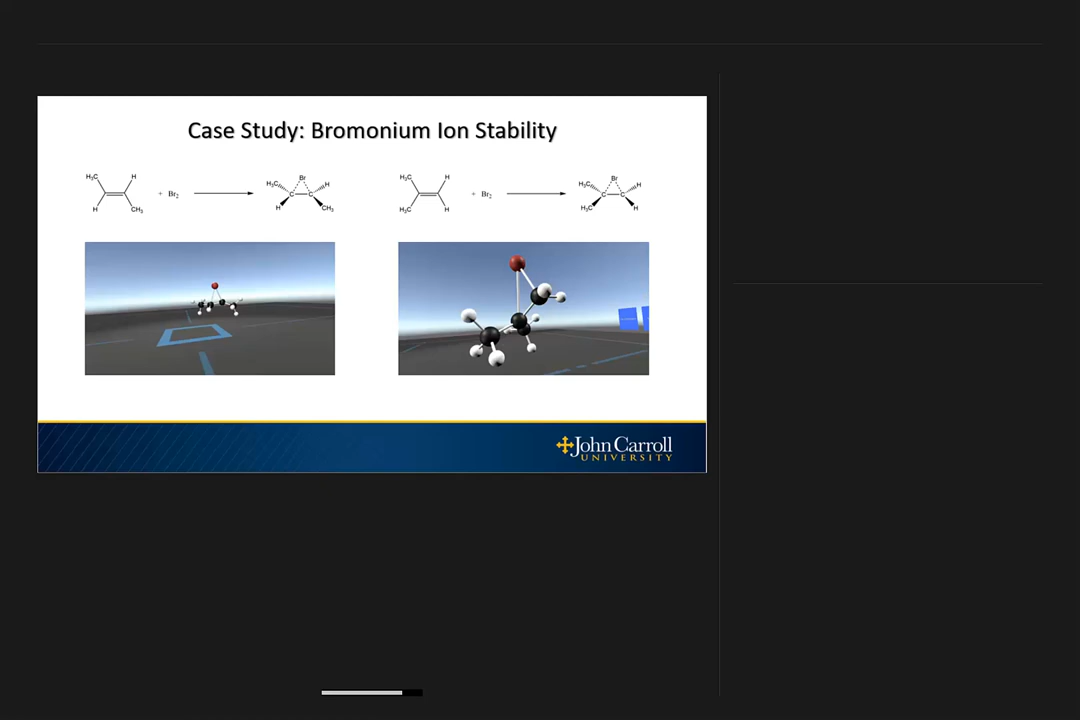 Case Study: Bromonium Ion Stability
H₃C H
+ Br₂
H CH₃
Br
H₃C H
C C
H CH₃
H₃C H
+ Br₂
H₃C H
Br
H₃C H
C C
H₃C H
John Carroll
UNIVERSITY